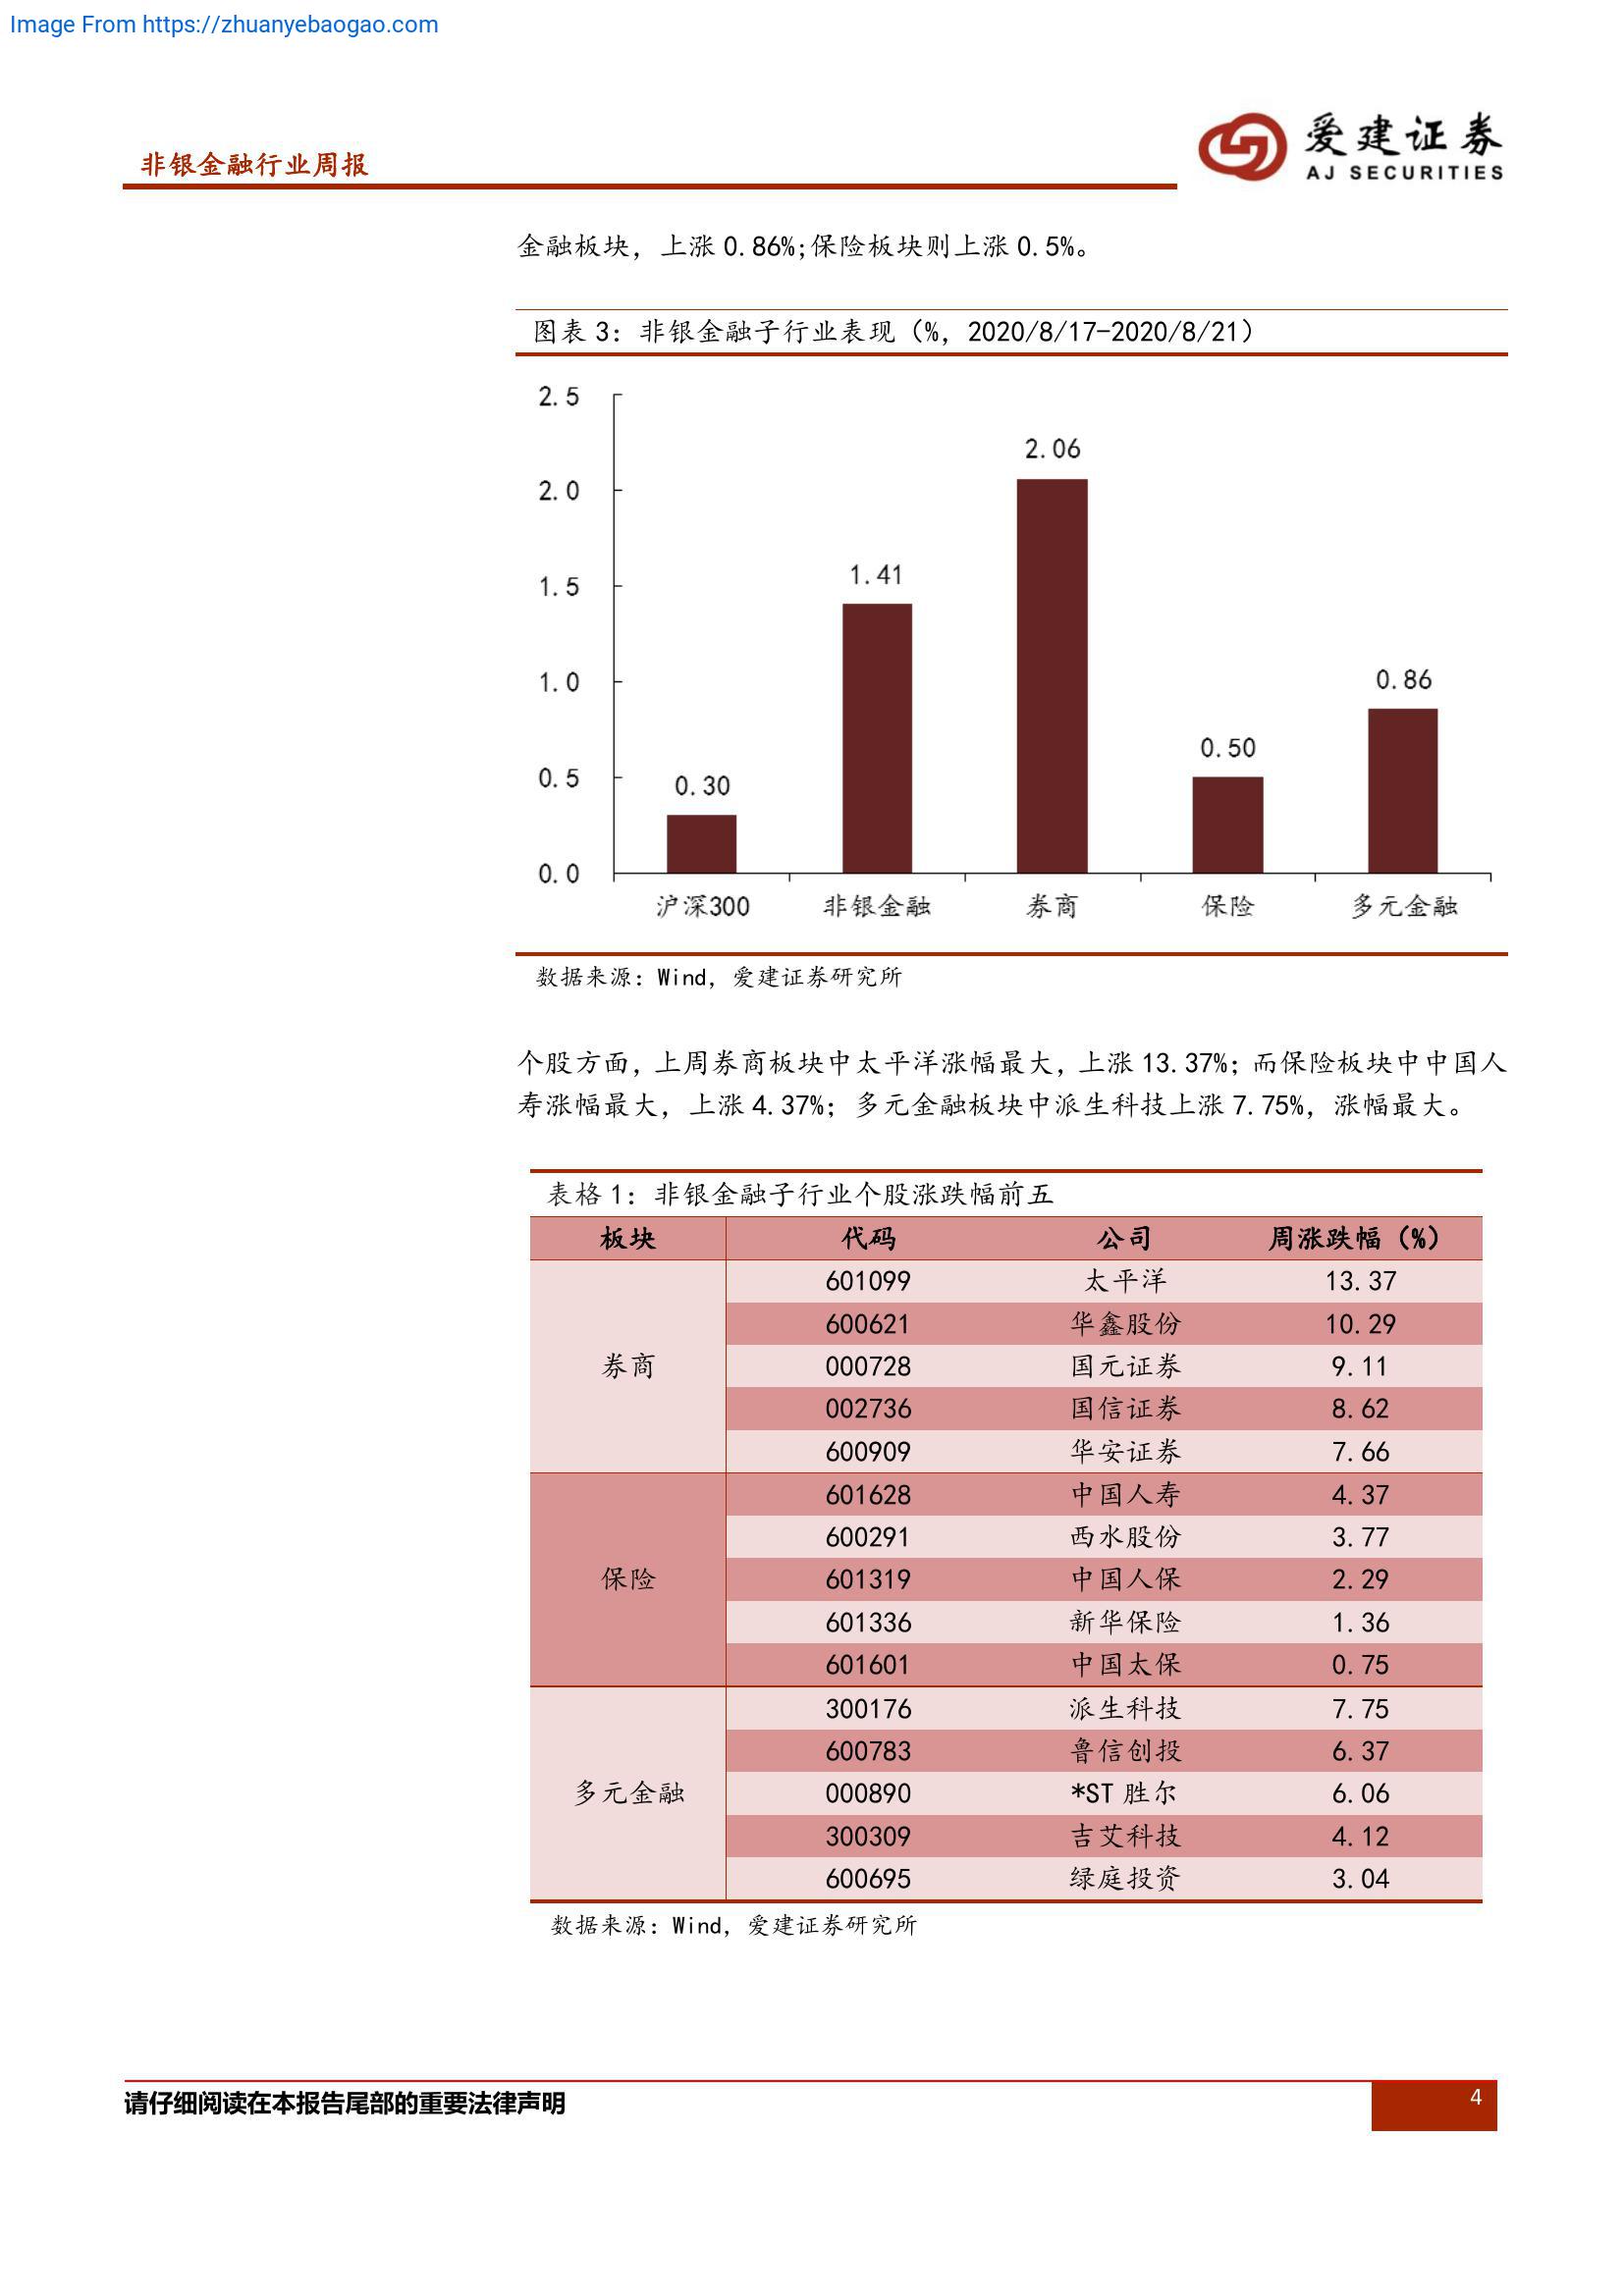 Image From https://zhuanyebaogao.com
非银金融行业周报
爱建证券
AJ SECURITIES
金融板块，上涨 0.86%;保险板块则上涨 0.5%。
图表 3：非银金融子行业表现（%，2020/8/17-2020/8/21）
2.5
2.0
1.5
1.0
0.5
0.0
0.30
1.41
2.06
0.50
0.86
沪深300 非银金融 券商 保险 多元金融
数据来源：Wind，爱建证券研究所
个股方面，上周券商板块中太平洋涨幅最大，上涨 13.37%；而保险板块中中国人
寿涨幅最大，上涨 4.37%；多元金融板块中派生科技上涨 7.75%，涨幅最大。
表格 1：非银金融子行业个股涨跌幅前五
板块 代码 公司 周涨跌幅（%）
券商
601099 太平洋 13.37
600621 华鑫股份 10.29
000728 国元证券 9.11
002736 国信证券 8.62
600909 华安证券 7.66
保险
601628 中国人寿 4.37
600291 西水股份 3.77
601319 中国人保 2.29
601336 新华保险 1.36
601601 中国太保 0.75
多元金融
300176 派生科技 7.75
600783 鲁信创投 6.37
000890 *ST 胜尔 6.06
300309 吉艾科技 4.12
600695 绿庭投资 3.04
数据来源：Wind，爱建证券研究所
请仔细阅读在本报告尾部的重要法律声明
4